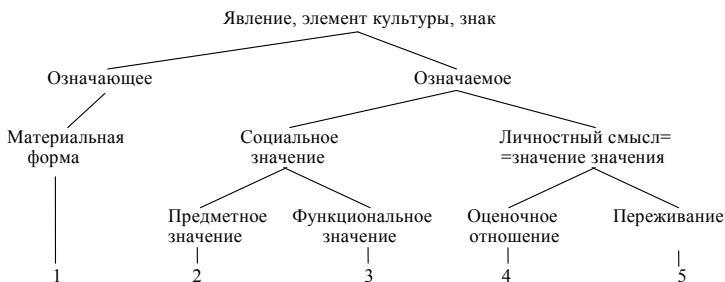 Явление, элемент культуры, знак
Означающее Означаемое
Материальная Социальное Личностный смысл=
форма значение =значение значения
Предметное Функциональное Оценочное Переживание
значение значение отношение
1 2 3 4 5